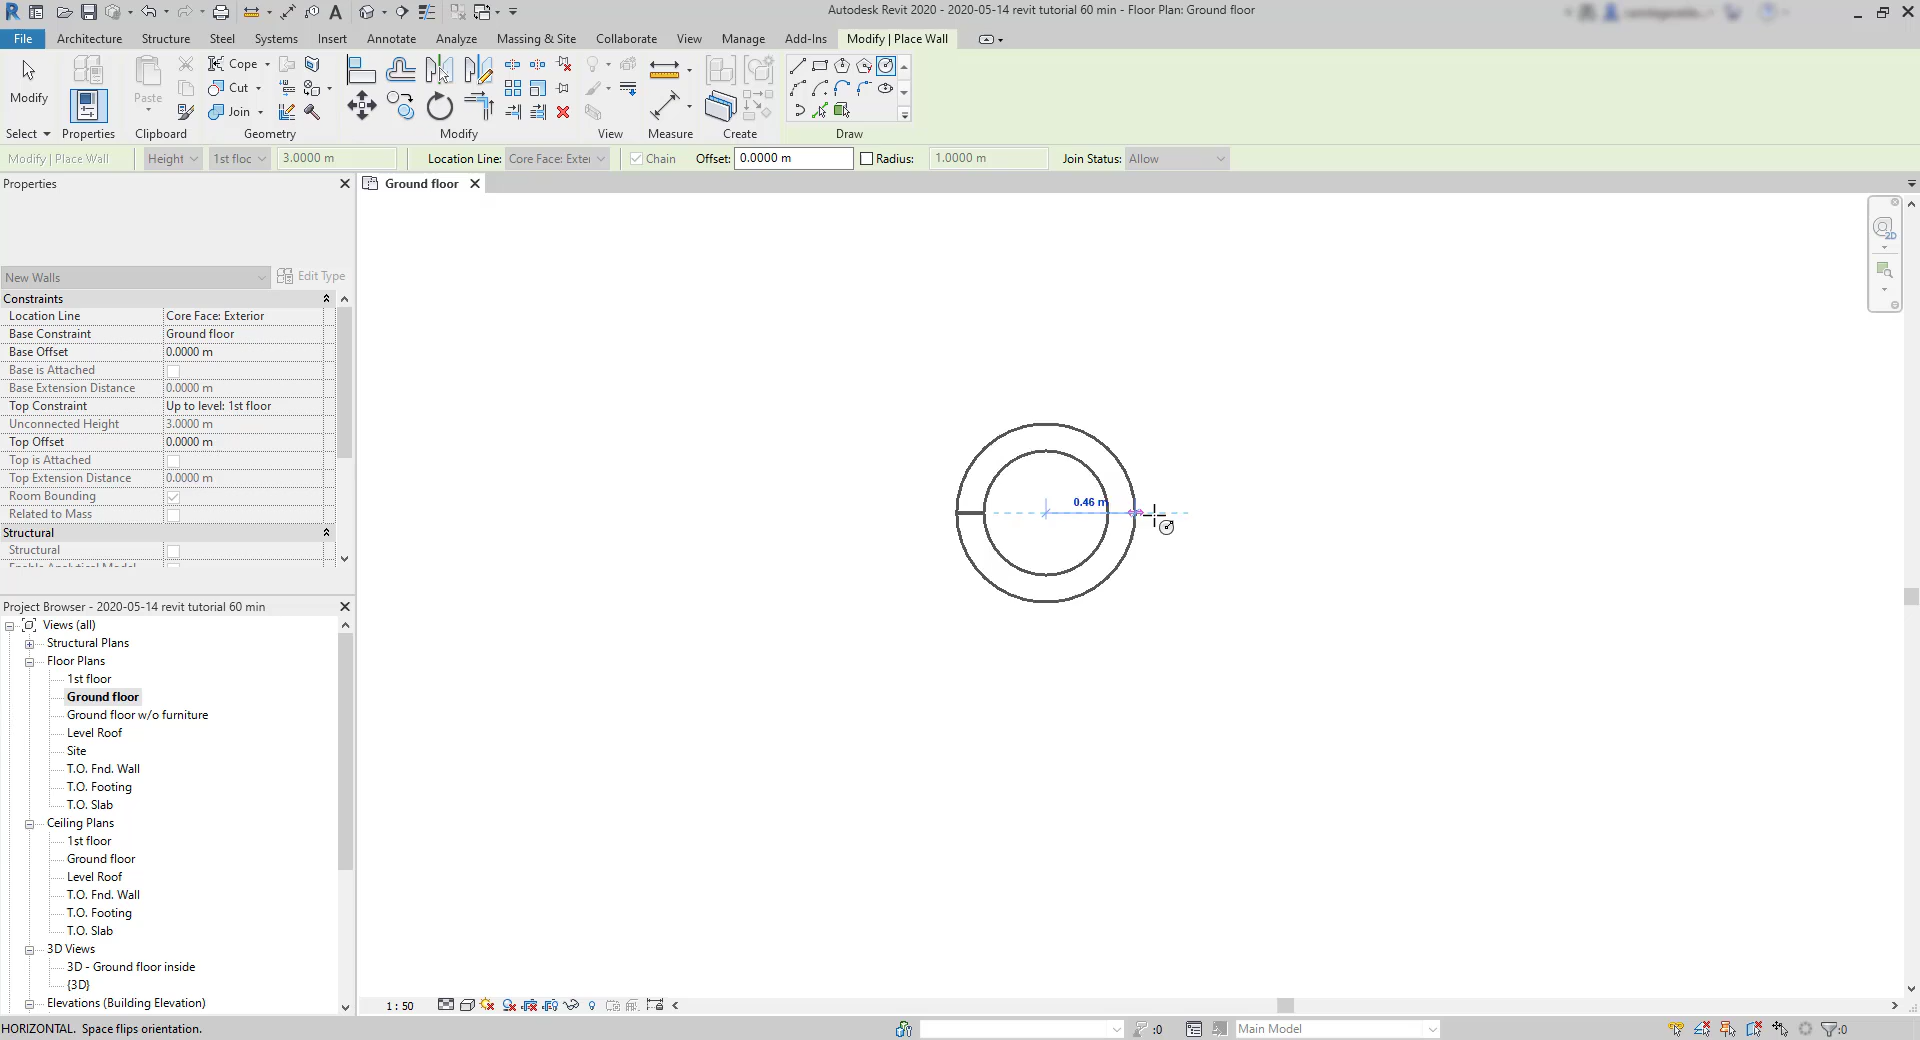 Autodesk Revit 2020 - 2020-05-14 revit tutorial 60 min - Floor Plan: Ground floor
File Architecture Structure Steel Systems Insert Annotate Analyze Massing & Site Collaborate View Manage Add-Ins Modify | Place Wall
Modify Paste Cope Cut Join
Select Properties Clipboard Geometry Modify View Measure Create Draw
Modify | Place Wall Height 1st floc 3.0000 m Location Line: Core Face: Exter Chain Offset: 0.0000 m Radius: 1.0000 m Join Status: Allow
Properties
Ground floor
New Walls Edit Type
Constraints
Location Line Core Face: Exterior
Base Constraint Ground floor
Base Offset 0.0000 m
Base is Attached
Base Extension Distance 0.0000 m
Top Constraint Up to level: 1st floor
Unconnected Height 3.0000 m
Top Offset 0.0000 m
Top is Attached
Top Extension Distance 0.0000 m
Room Bounding
Related to Mass
Structural
Structural
Enable Analytical Model
2D
0.46 m
Project Browser - 2020-05-14 revit tutorial 60 min
Views (all)
Structural Plans
Floor Plans
1st floor
Ground floor
Ground floor w/o furniture
Level Roof
Site
T.O. Fnd. Wall
T.O. Footing
T.O. Slab
Ceiling Plans
1st floor
Ground floor
Level Roof
T.O. Fnd. Wall
T.O. Footing
T.O. Slab
3D Views
3D - Ground floor inside
{3D}
Elevations (Building Elevation)
1 : 50
HORIZONTAL. Space flips orientation.
:0 Main Model :0